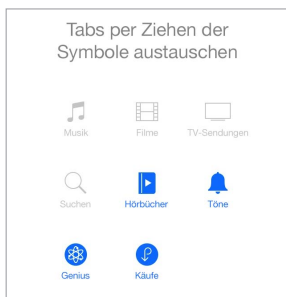 Tabs per Ziehen der
Symbole austauschen
Musik Filme TV-Sendungen
Suchen Hörbücher Töne
Genius Käufe